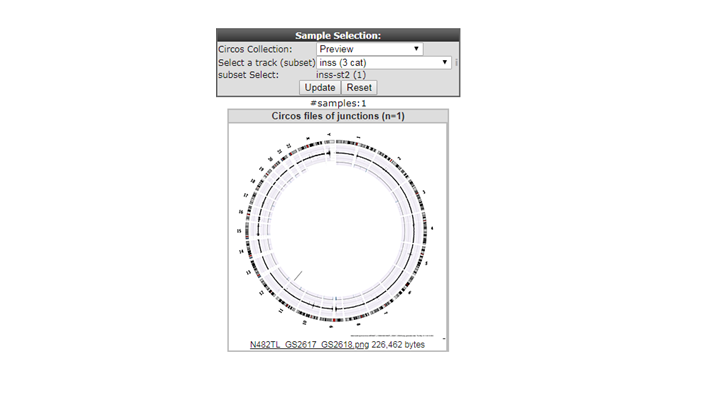 Sample Selection:
Circos Collection: Preview
Select a track (subset) inss (3 cat)
subset Select: inss-st2 (1)
Update Reset
#samples:1
Circos files of junctions (n=1)
N482TL_GS2617_GS2618.png 226,462 bytes